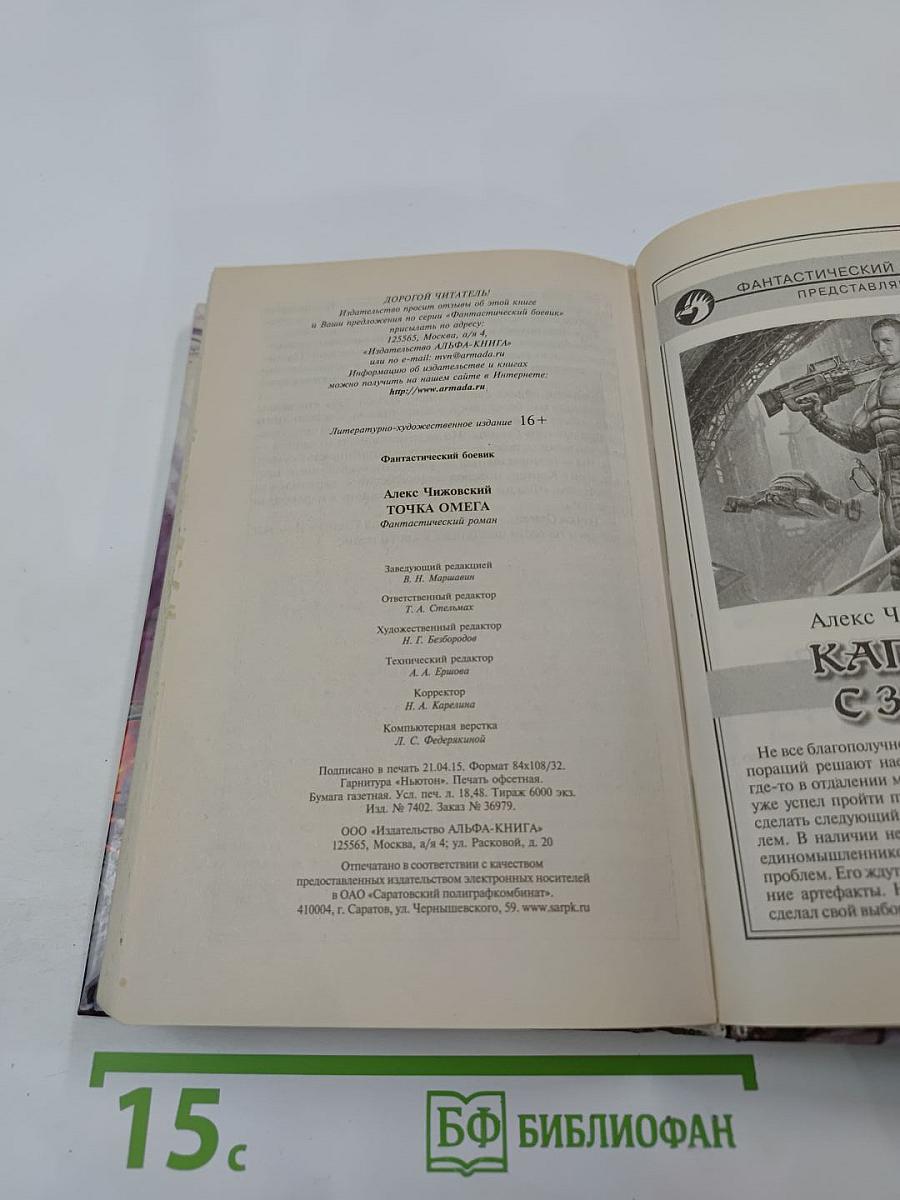 ДОРОГОЙ ЧИТАТЕЛЬ!
Издательство просит отзывы об этой книге
и Ваши предложения по серии «Фантастический боевик»
присылать по адресу:
125565, Москва, а/я 4,
«Издательство АЛЬФА-КНИГА»
или по e-mail: mvn@armada.ru
Информацию об издательстве и книгах
можно получить на нашем сайте в Интернете:
http://www.armada.ru
Литературно-художественное издание 16+
Фантастический боевик
Алекс Чижовский
ТОЧКА ОМЕГА
Фантастический роман
Заведующий редакцией
В. Н. Маршавин
Ответственный редактор
Т. А. Стельмах
Художественный редактор
Н. Г. Безбородов
Технический редактор
А. А. Ершова
Корректор
Н. А. Карелина
Компьютерная верстка
Л. С. Федерякиной
Подписано в печать 21.04.15. Формат 84х108/32.
Гарнитура «Ньютон». Печать офсетная.
Бумага газетная. Усл. печ. л. 18,48. Тираж 6000 экз.
Изд. № 7402. Заказ № 36979.
ООО «Издательство АЛЬФА-КНИГА»
125565, Москва, а/я 4; ул. Расковой, д. 20
Отпечатано в соответствии с качеством
предоставленных издательством электронных носителей
в ОАО «Саратовский полиграфкомбинат».
410004, г. Саратов, ул. Чернышевского, 59. www.sarpk.ru
ФАНТАСТИЧЕСКИЙ
ПРЕДСТАВЛЯ
Алекс Ч
КАП
С З
Не все благополучн
пораций решают нае
где-то в отдалении м
уже успел пройти п
сделать следующий
лем. В наличии не
единомышленнико
проблем. Его ждут
ние артефакты. Н
сделал свой выбо
15 с
БФ БИБЛИОФАН